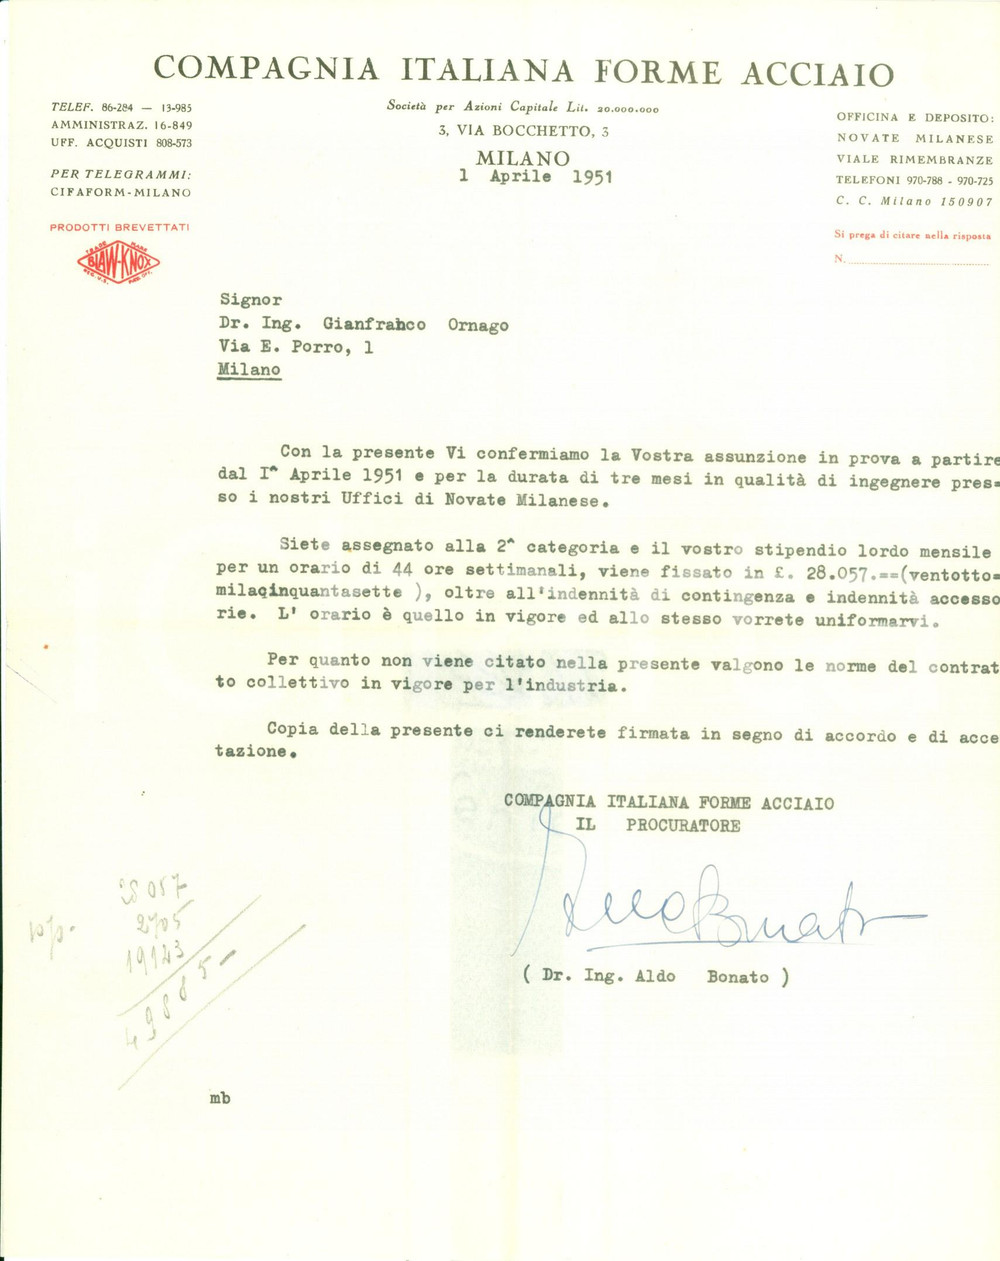 COMPAGNIA ITALIANA FORME ACCIAIO
Società per Azioni Capitale Lit. 20.000.000
3, VIA BOCCHETTO, 3
MILANO
1 Aprile 1951
TELEF. 86-284 — 13-985
AMMINISTRAZ. 16-849
UFF. ACQUISTI 808-573
PER TELEGRAMMI:
CIFAFORM-MILANO
PRODOTTI BREVETTATI
TRADE MARK
BLAW-KNOX
REG. U.S. PAT. OFF.
OFFICINA E DEPOSITO:
NOVATE MILANESE
VIALE RIMEMBRANZE
TELEFONI 970-788 - 970-725
C. C. Milano 150907
Si prega di citare nella risposta
N.
Signor
Dr. Ing. Gianfranco Ornago
Via E. Porro, 1
Milano
Con la presente Vi confermiamo la Vostra assunzione in prova a partire
dal I^ Aprile 1951 e per la durata di tre mesi in qualità di ingegnere pres=
so i nostri Uffici di Novate Milanese.
Siete assegnato alla 2^ categoria e il vostro stipendio lordo mensile
per un orario di 44 ore settimanali, viene fissato in £. 28.057.==(ventotto=
milaqinquantasette ), oltre all'indennità di contingenza e indennità accesso
rie. L' orario è quello in vigore ed allo stesso vorrete uniformarvi.
Per quanto non viene citato nella presente valgono le norme del contrat
to collettivo in vigore per l'industria.
Copia della presente ci renderete firmata in segno di accordo e di acce
tazione.
COMPAGNIA ITALIANA FORME ACCIAIO
IL PROCURATORE
Aldo Bonato
( Dr. Ing. Aldo Bonato )
28057
2705
19123
49885-
mb